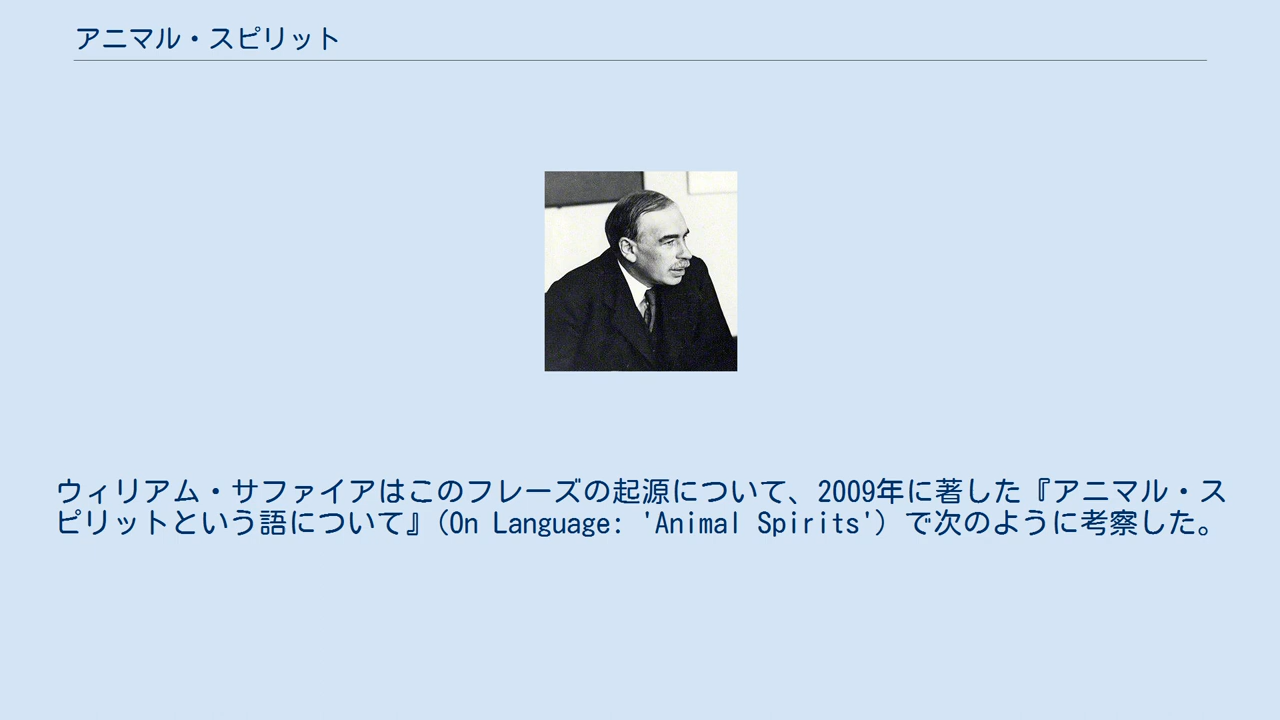 アニマル・スピリット
ウィリアム・サファイアはこのフレーズの起源について、2009年に著した『アニマル・ス
ピリットという語について』(On Language: 'Animal Spirits') で次のように考察した。